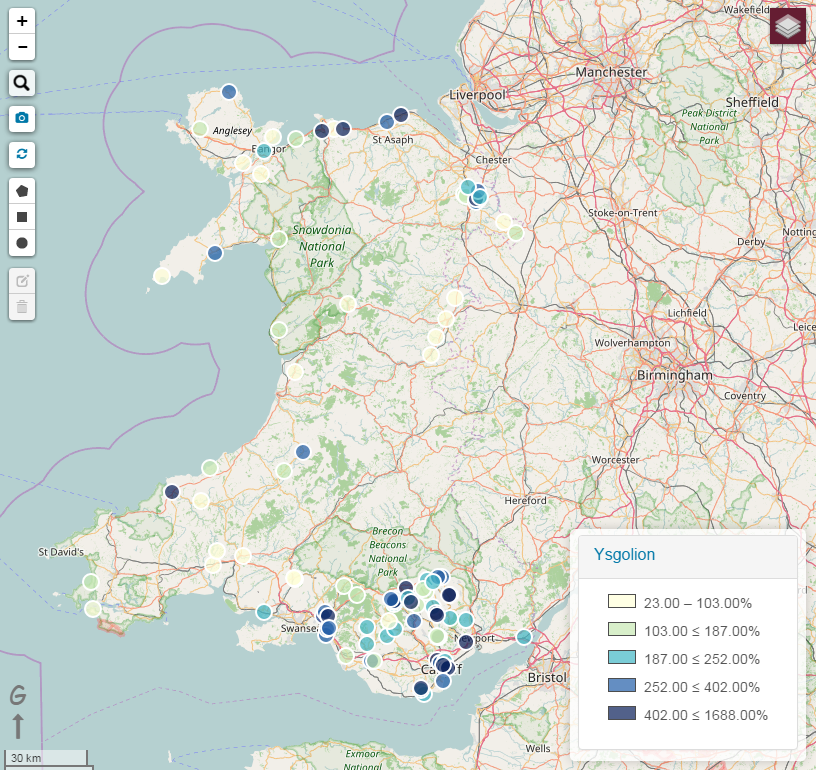 +
−
Wakefield
Manchester
Liverpool
Sheffield
Peak District
National
Park
Anglesey
Bangor
St Asaph
Chester
Stoke-on-Trent
Snowdonia
National
Park
Derby
Notting
Lichfield
Leice
Wolverhampton
Birmingham
Coventry
Worcester
Hereford
Brecon
Beacons
National
Park
St David's
Swansea
Newport
Cardiff
Bristol
Wells
Exmoor
National
G
30 km
Ysgolion
23.00 – 103.00%
103.00 ≤ 187.00%
187.00 ≤ 252.00%
252.00 ≤ 402.00%
402.00 ≤ 1688.00%